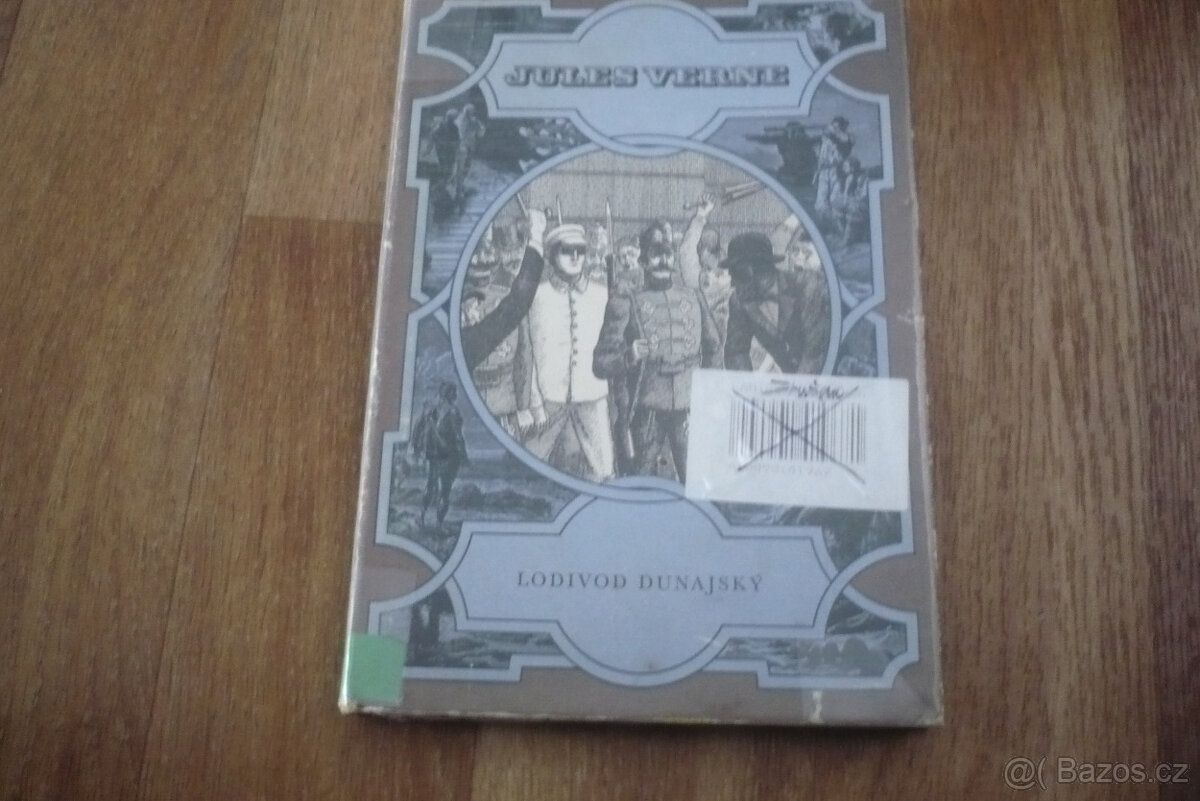 JULES VERNE
LODIVOD DUNAJSKÝ
@( Bazos.cz